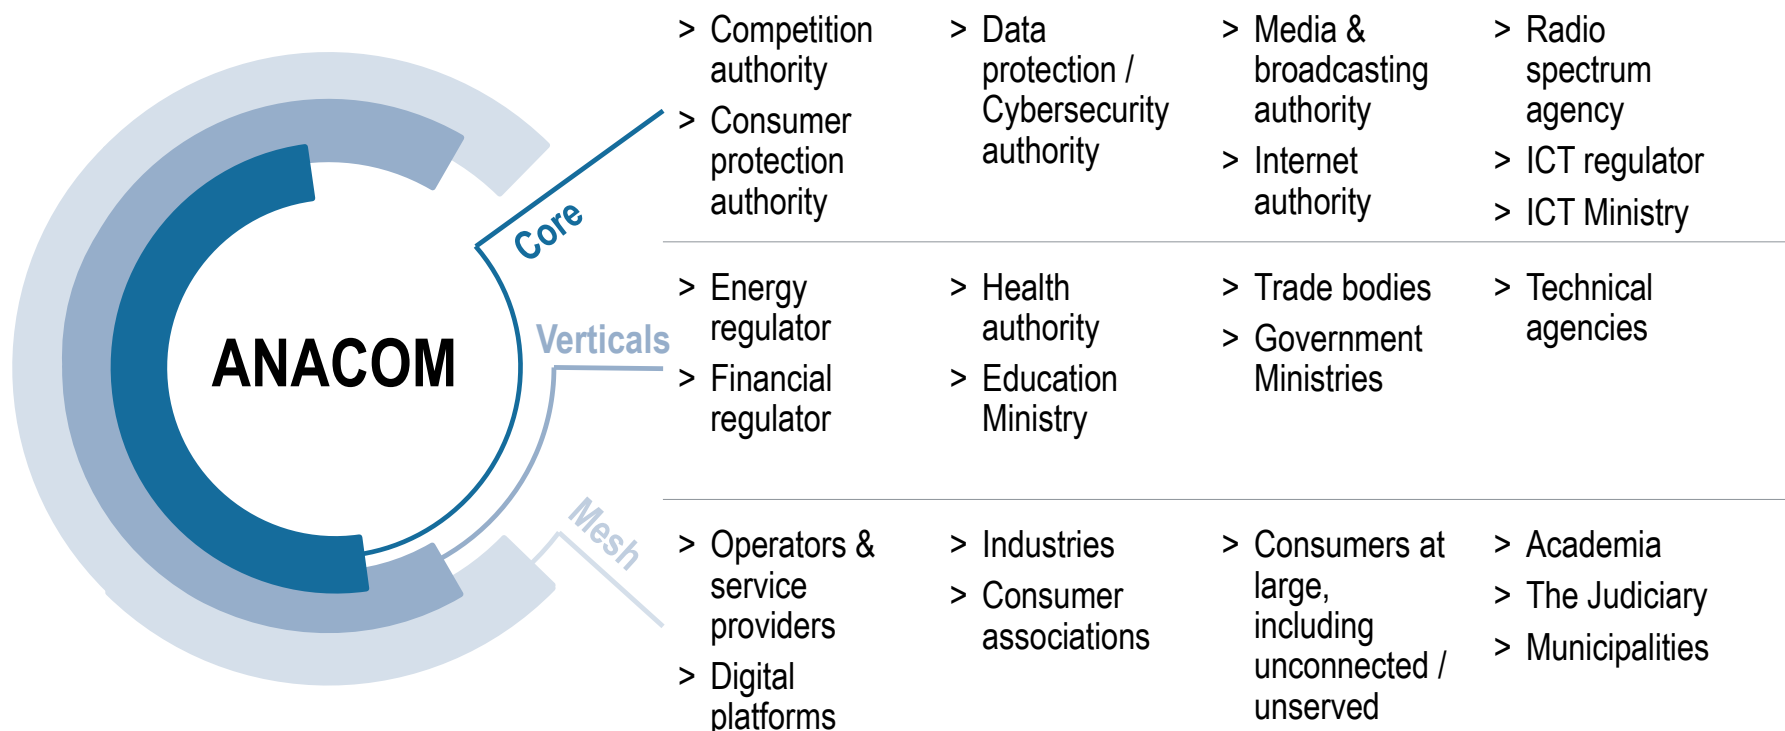 > Competition
authority
> Consumer
protection
authority
> Data
protection /
Cybersecurity
authority
> Media &
broadcasting
authority
> Internet
authority
> Radio
spectrum
agency
> ICT regulator
> ICT Ministry
Core
ANACOM
Verticals
> Energy
regulator
> Financial
regulator
> Health
authority
> Education
Ministry
> Trade bodies
> Government
Ministries
> Technical
agencies
Mesh
> Operators &
service
providers
> Digital
platforms
> Industries
> Consumer
associations
> Consumers at
large,
including
unconnected /
unserved
> Academia
> The Judiciary
> Municipalities